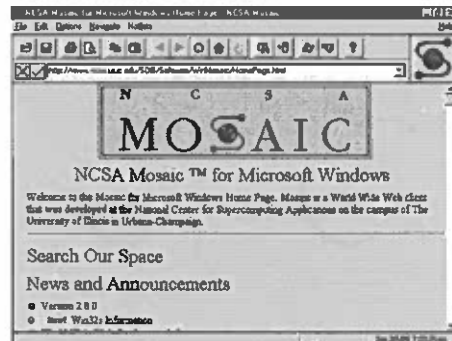 NCSA Mosaic for Microsoft Windows Home Page - NCSA Mosaic
File Edit Options Navigate Hotlist Help
N C S A
MOSAIC
NCSA Mosaic ™ for Microsoft Windows
Welcome to the Mosaic for Microsoft Windows Home Page. Mosaic is a World Wide Web client
that was developed at the National Center for Supercomputing Applications on the campus of The
University of Illinois in Urbana-Champaign.
Search Our Space
News and Announcements
Version 2.0.0
Win32s Information